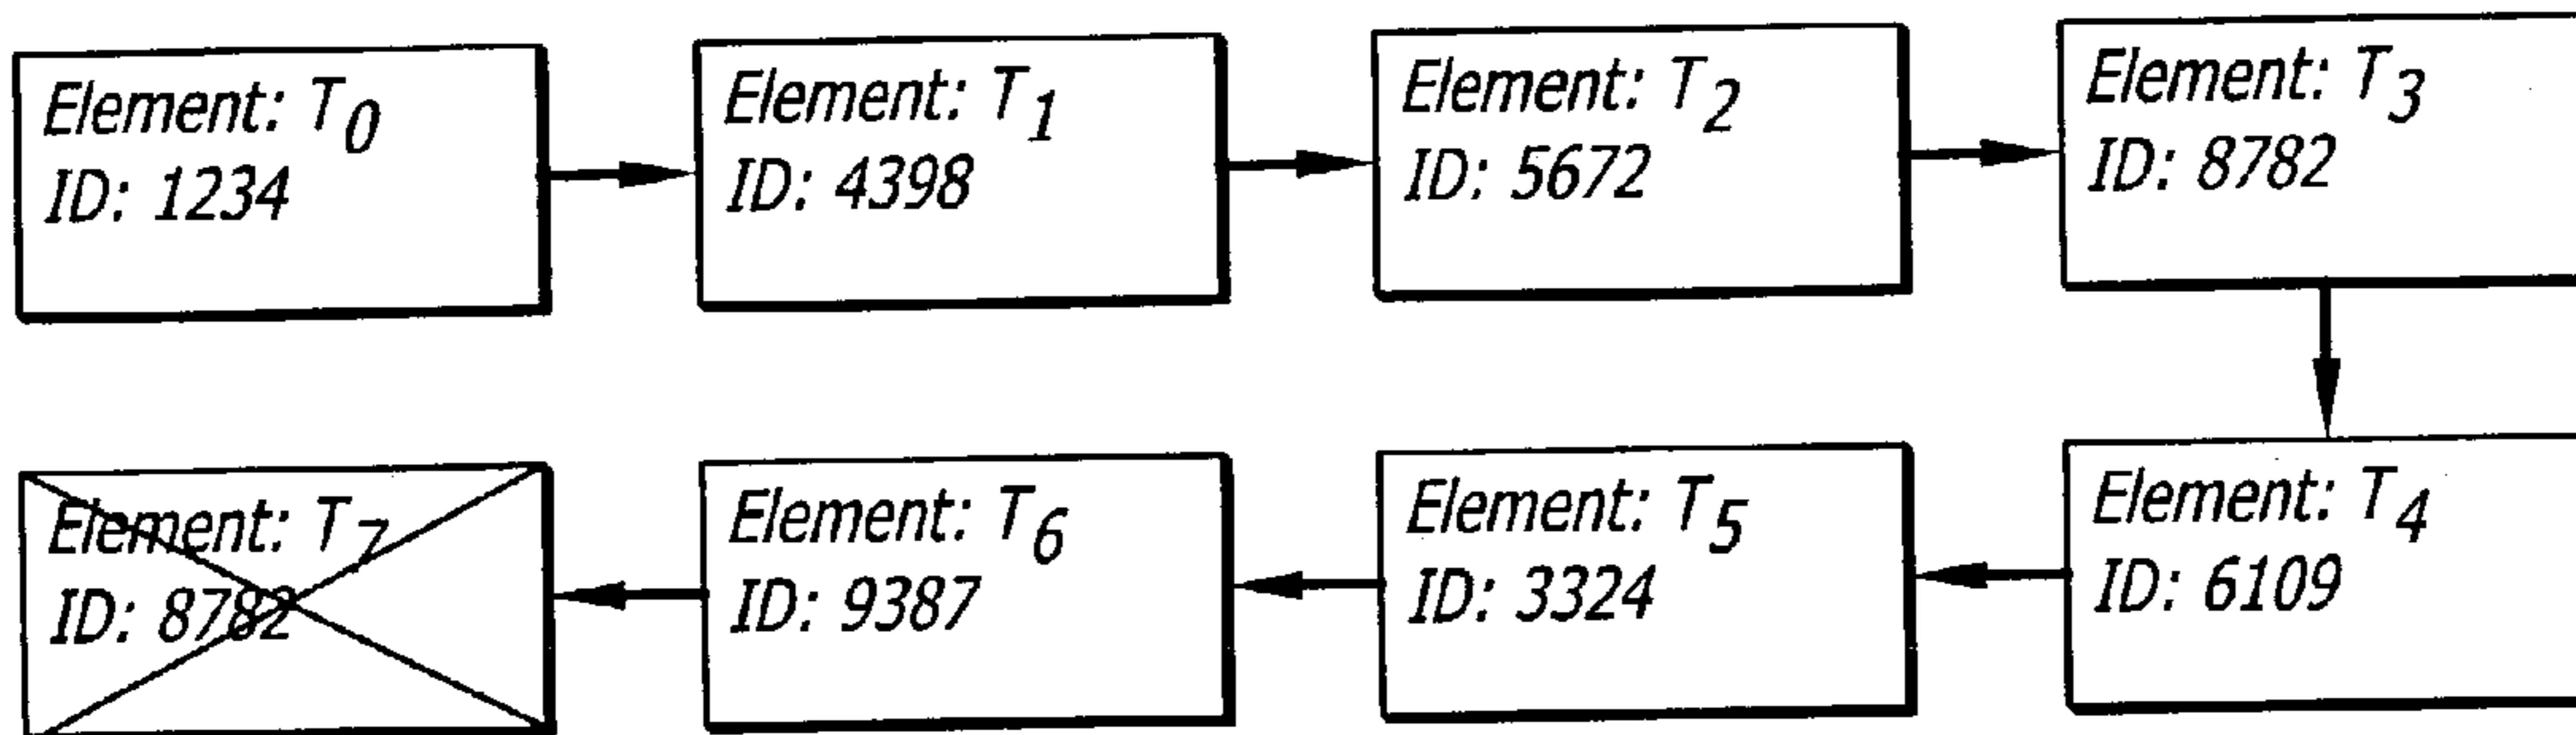 Element: T0
ID: 1234
Element: T1
ID: 4398
Element: T2
ID: 5672
Element: T3
ID: 8782
Element: T4
ID: 6109
Element: T5
ID: 3324
Element: T6
ID: 9387
Element: T7
ID: 8782